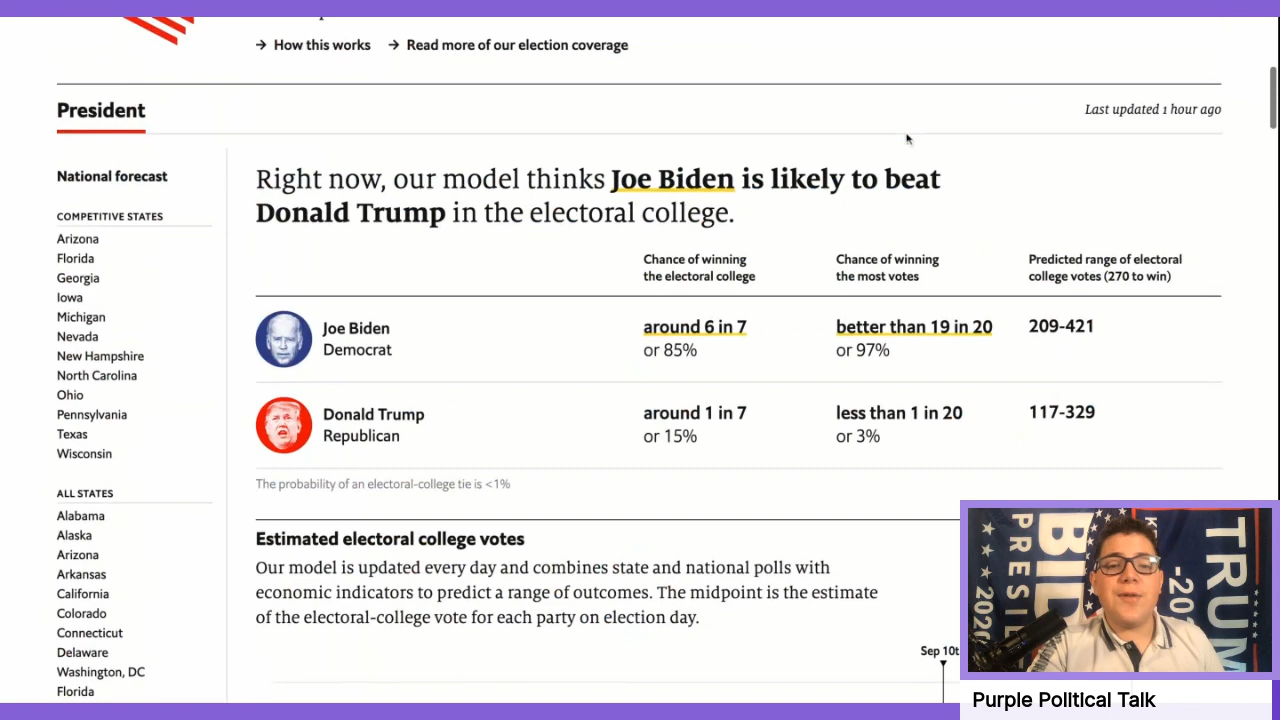 → How this works → Read more of our election coverage
President
Last updated 1 hour ago
National forecast
COMPETITIVE STATES
Arizona
Florida
Georgia
Iowa
Michigan
Nevada
New Hampshire
North Carolina
Ohio
Pennsylvania
Texas
Wisconsin
ALL STATES
Alabama
Alaska
Arizona
Arkansas
California
Colorado
Connecticut
Delaware
Washington, DC
Florida
Right now, our model thinks Joe Biden is likely to beat
Donald Trump in the electoral college.
Chance of winning
the electoral college
Chance of winning
the most votes
Predicted range of electoral
college votes (270 to win)
Joe Biden
Democrat
around 6 in 7
or 85%
better than 19 in 20
or 97%
209-421
Donald Trump
Republican
around 1 in 7
or 15%
less than 1 in 20
or 3%
117-329
The probability of an electoral-college tie is <1%
Estimated electoral college votes
Our model is updated every day and combines state and national polls with
economic indicators to predict a range of outcomes. The midpoint is the estimate
of the electoral-college vote for each party on election day.
Sep 10t
BID
PRESI
2020
TRUM
-202
Purple Political Talk